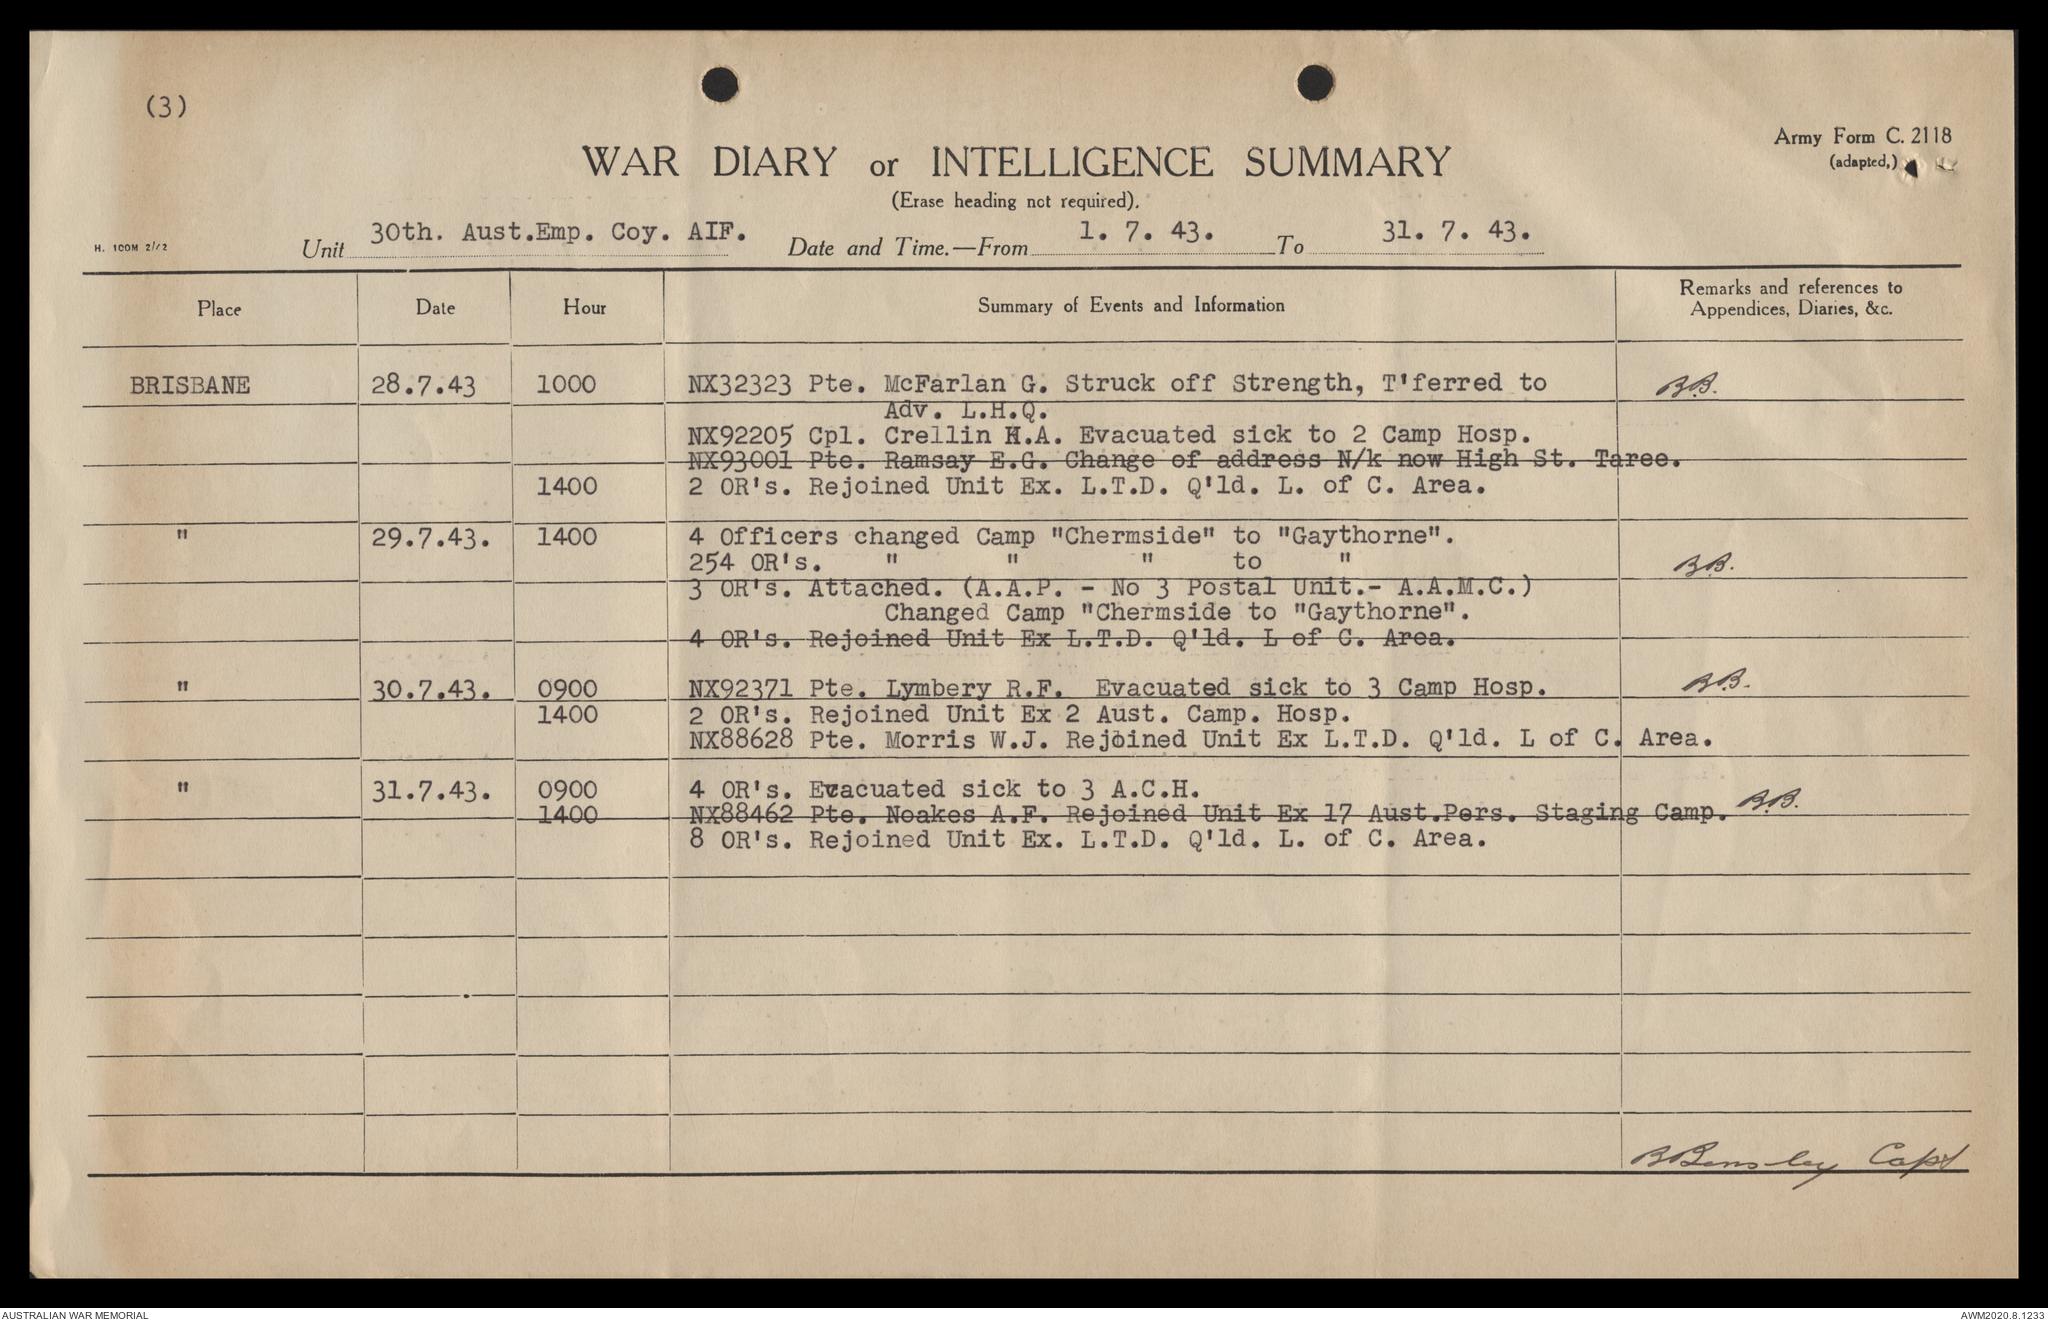 (3)
Army Form C. 2118
(adapted,)
WAR DIARY or INTELLIGENCE SUMMARY
(Erase heading not required).
H. 100M 2/42
Unit 30th. Aust.Emp. Coy. AIF. Date and Time.—From 1. 7. 43. To 31. 7. 43.
Place Date Hour Summary of Events and Information Remarks and references to
Appendices, Diaries, &c.
BRISBANE 28.7.43 1000 NX32323 Pte. McFarlan G. Struck off Strength, T'ferred to B.B.
Adv. L.H.Q.
NX92205 Cpl. Crellin H.A. Evacuated sick to 2 Camp Hosp.
NX93001 Pte. Ramsay E.G. Change of address N/k now High St. Taree.
1400 2 OR's. Rejoined Unit Ex. L.T.D. Q'ld. L. of C. Area.
" 29.7.43. 1400 4 Officers changed Camp "Chermside" to "Gaythorne".
254 OR's. " " " to " B.B.
3 OR's. Attached. (A.A.P. - No 3 Postal Unit.- A.A.M.C.)
Changed Camp "Chermside to "Gaythorne".
4 OR's. Rejoined Unit Ex L.T.D. Q'ld. L of C. Area.
" 30.7.43. 0900 NX92371 Pte. Lymbery R.F. Evacuated sick to 3 Camp Hosp. B.B.
1400 2 OR's. Rejoined Unit Ex 2 Aust. Camp. Hosp.
NX88628 Pte. Morris W.J. Rejoined Unit Ex L.T.D. Q'ld. L of C. Area.
" 31.7.43. 0900 4 OR's. Evacuated sick to 3 A.C.H.
1400 NX88462 Pte. Noakes A.F. Rejoined Unit Ex 17 Aust.Pers. Staging Camp. B.B.
8 OR's. Rejoined Unit Ex. L.T.D. Q'ld. L. of C. Area.
B Bensley Capt
AUSTRALIAN WAR MEMORIAL AWM2020.8.1233